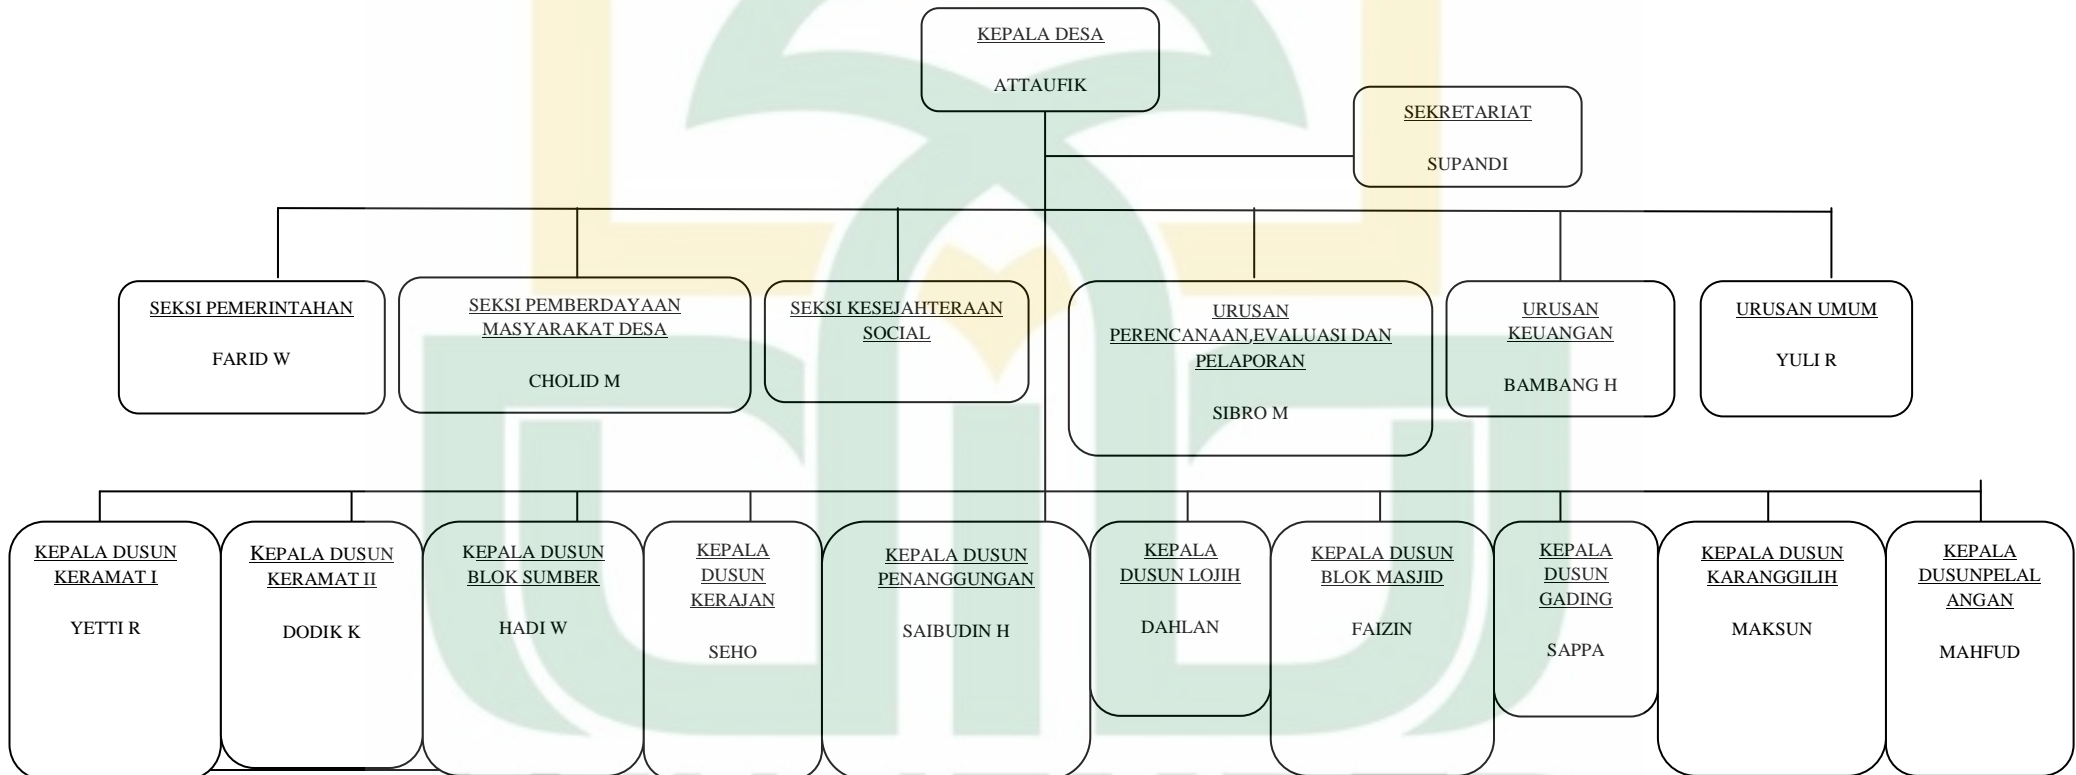 KEPALA DESA
ATTAUFIK
SEKRETARIAT
SUPANDI
SEKSI PEMERINTAHAN
FARID W
SEKSI PEMBERDAYAAN
MASYARAKAT DESA
CHOLID M
SEKSI KESEJAHTERAAN
SOCIAL
URUSAN
PERENCANAAN,EVALUASI DAN
PELAPORAN
SIBRO M
URUSAN
KEUANGAN
BAMBANG H
URUSAN UMUM
YULI R
KEPALA DUSUN
KERAMAT I
YETTI R
KEPALA DUSUN
KERAMAT II
DODIK K
KEPALA DUSUN
BLOK SUMBER
HADI W
KEPALA
DUSUN
KERAJAN
SEHO
KEPALA DUSUN
PENANGGUNGAN
SAIBUDIN H
KEPALA
DUSUN LOJIH
DAHLAN
KEPALA DUSUN
BLOK MASJID
FAIZIN
KEPALA
DUSUN
GADING
SAPPA
KEPALA DUSUN
KARANGGILIH
MAKSUN
KEPALA
DUSUNPELAL
ANGAN
MAHFUD